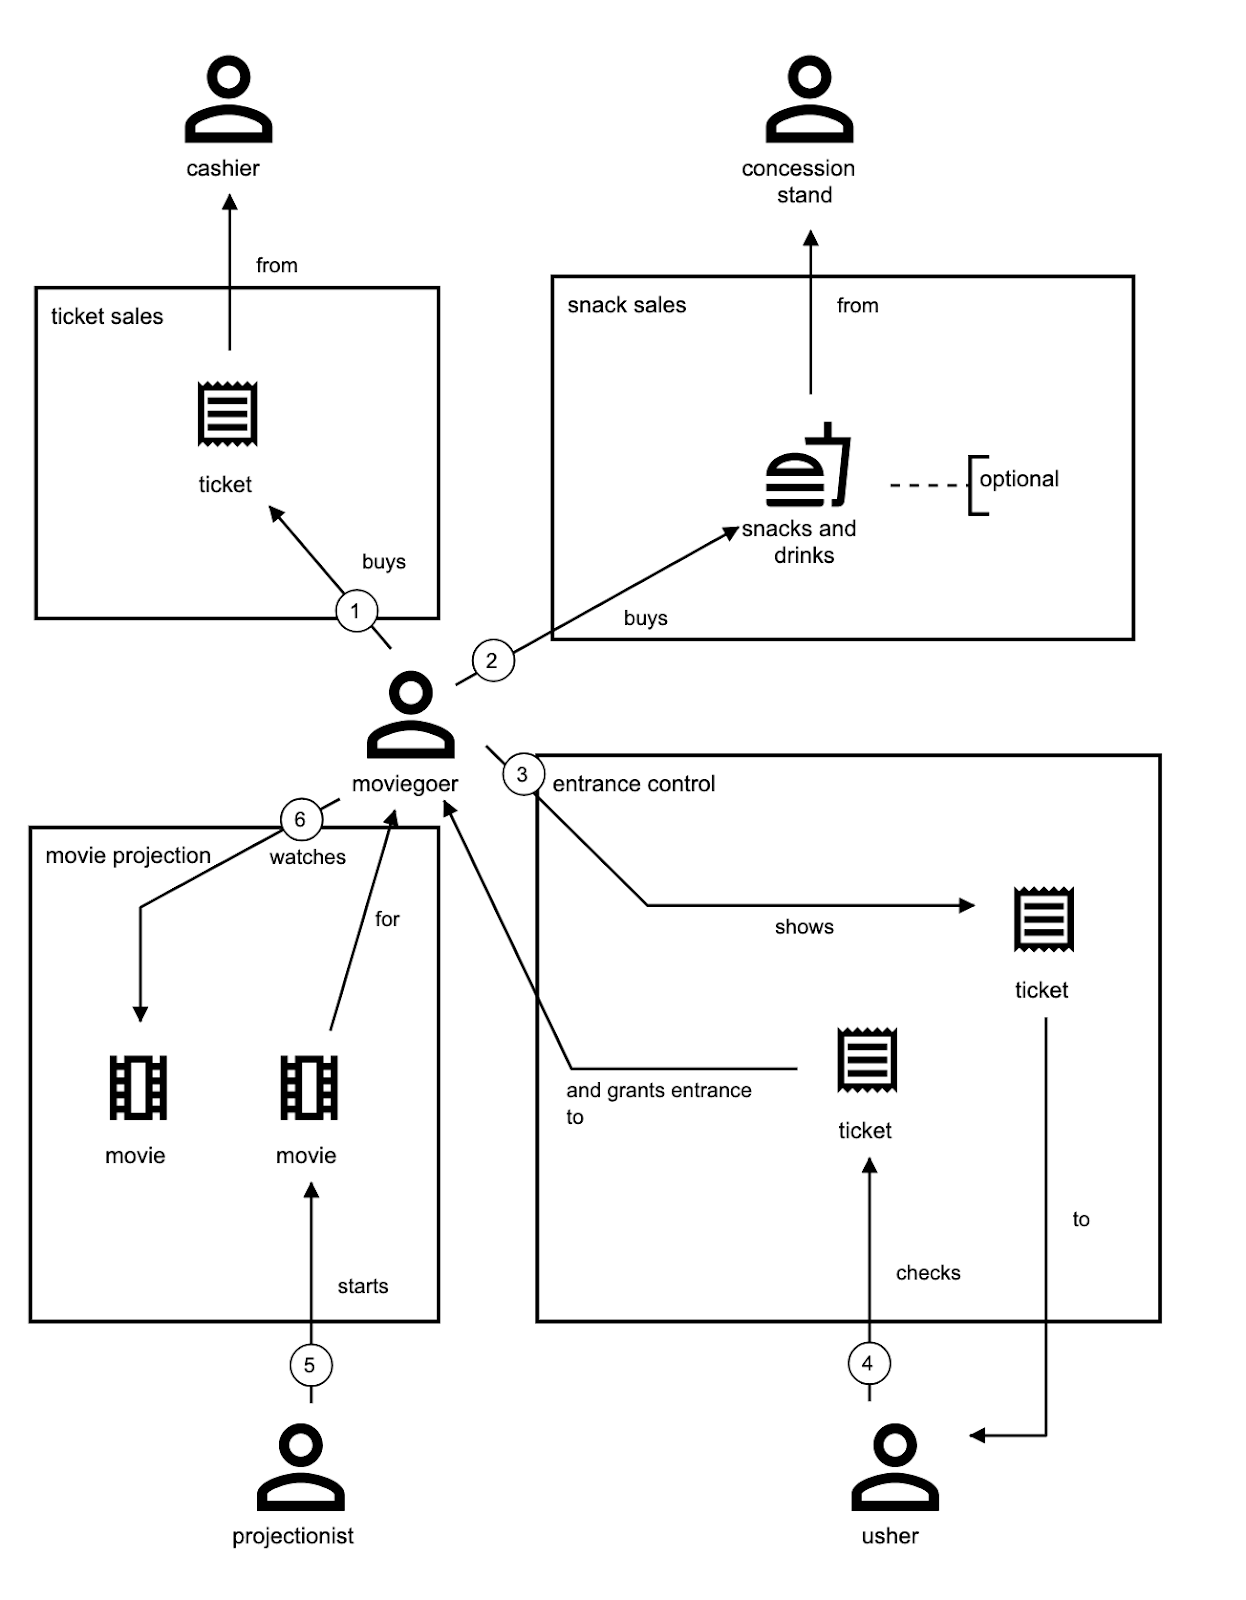 cashier
concession
stand
from
ticket sales
snack sales
from
ticket
optional
snacks and
drinks
buys
1
buys
2
moviegoer
3
entrance control
6
movie projection
watches
for
shows
ticket
and grants entrance
to
ticket
movie
movie
to
checks
starts
5
4
projectionist
usher